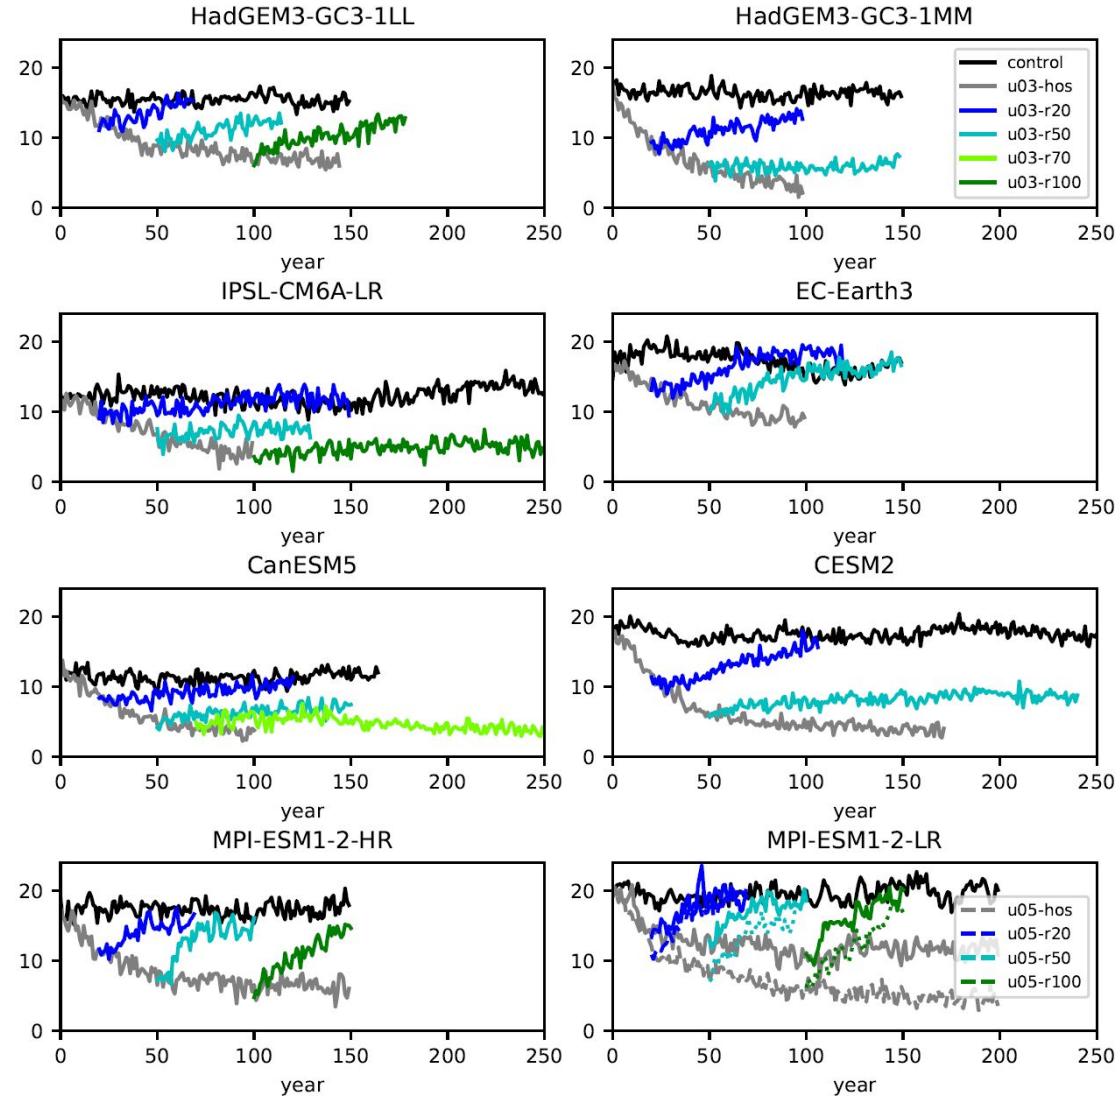 HadGEM3-GC3-1LL
20
10
0
0 50 100 150 200 250
year
HadGEM3-GC3-1MM
20
10
0
control
u03-hos
u03-r20
u03-r50
u03-r70
u03-r100
0 50 100 150 200 250
year
IPSL-CM6A-LR
20
10
0
0 50 100 150 200 250
year
EC-Earth3
20
10
0
0 50 100 150 200 250
year
CanESM5
20
10
0
0 50 100 150 200 250
year
CESM2
20
10
0
0 50 100 150 200 250
year
MPI-ESM1-2-HR
20
10
0
0 50 100 150 200 250
year
MPI-ESM1-2-LR
20
10
0
u05-hos
u05-r20
u05-r50
u05-r100
0 50 100 150 200 250
year